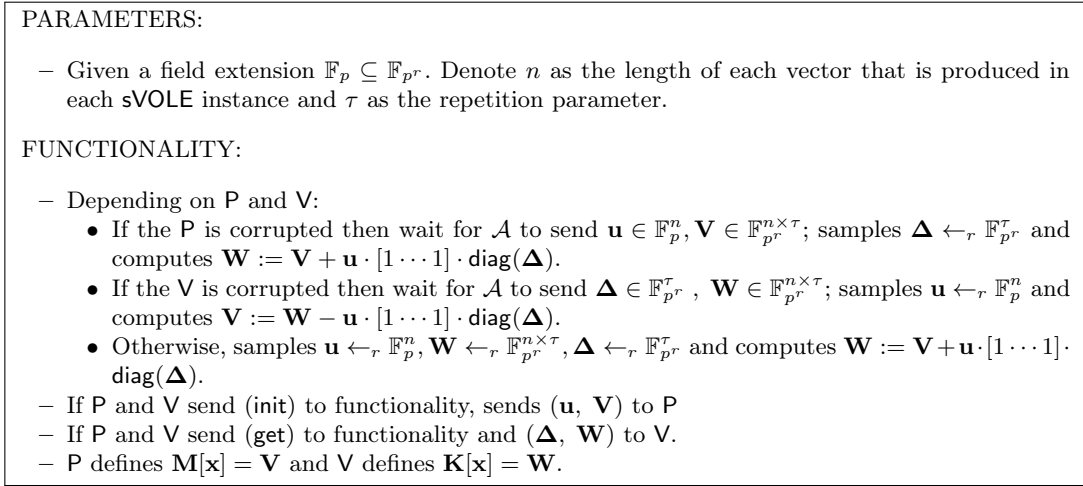 PARAMETERS:
– Given a field extension 𝔽ₚ ⊆ 𝔽_{p^r}. Denote n as the length of each vector that is produced in
each sVOLE instance and τ as the repetition parameter.
FUNCTIONALITY:
– Depending on P and V:
• If the P is corrupted then wait for 𝒜 to send u ∈ 𝔽_p^n, V ∈ 𝔽_{p^r}^{n×τ}; samples Δ ←_r 𝔽_{p^r}^τ and
computes W := V + u · [1 ⋯ 1] · diag(Δ).
• If the V is corrupted then wait for 𝒜 to send Δ ∈ 𝔽_{p^r}^τ , W ∈ 𝔽_{p^r}^{n×τ}; samples u ←_r 𝔽_p^n and
computes V := W − u · [1 ⋯ 1] · diag(Δ).
• Otherwise, samples u ←_r 𝔽_p^n, W ←_r 𝔽_{p^r}^{n×τ}, Δ ←_r 𝔽_{p^r}^τ and computes W := V + u · [1 ⋯ 1] ·
diag(Δ).
– If P and V send (init) to functionality, sends (u, V) to P
– If P and V send (get) to functionality and (Δ, W) to V.
– P defines M[x] = V and V defines K[x] = W.